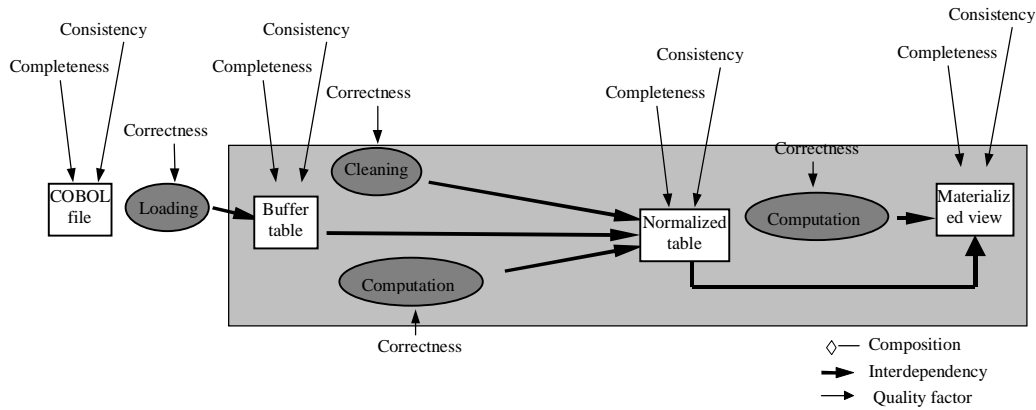 Consistency
Completeness
Correctness
COBOL
file
Loading
Consistency
Completeness
Buffer
table
Correctness
Cleaning
Computation
Correctness
Consistency
Completeness
Normalized
table
Correctness
Computation
Consistency
Completeness
Materializ
ed view
Composition
Interdependency
Quality factor